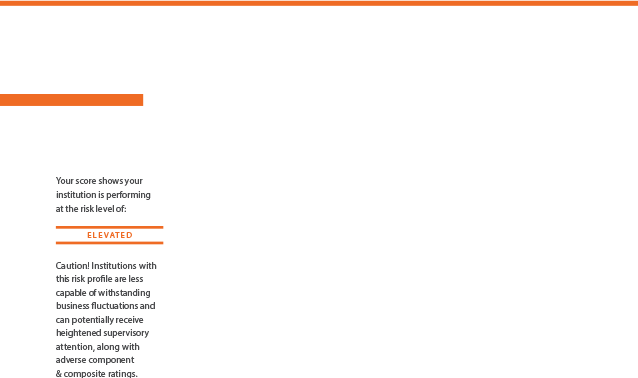 Your score shows your
institution is performing
at the risk level of:
ELEVATED
Caution! Institutions with
this risk profile are less
capable of withstanding
business fluctuations and
can potentially receive
heightened supervisory
attention, along with
adverse component
& composite ratings.